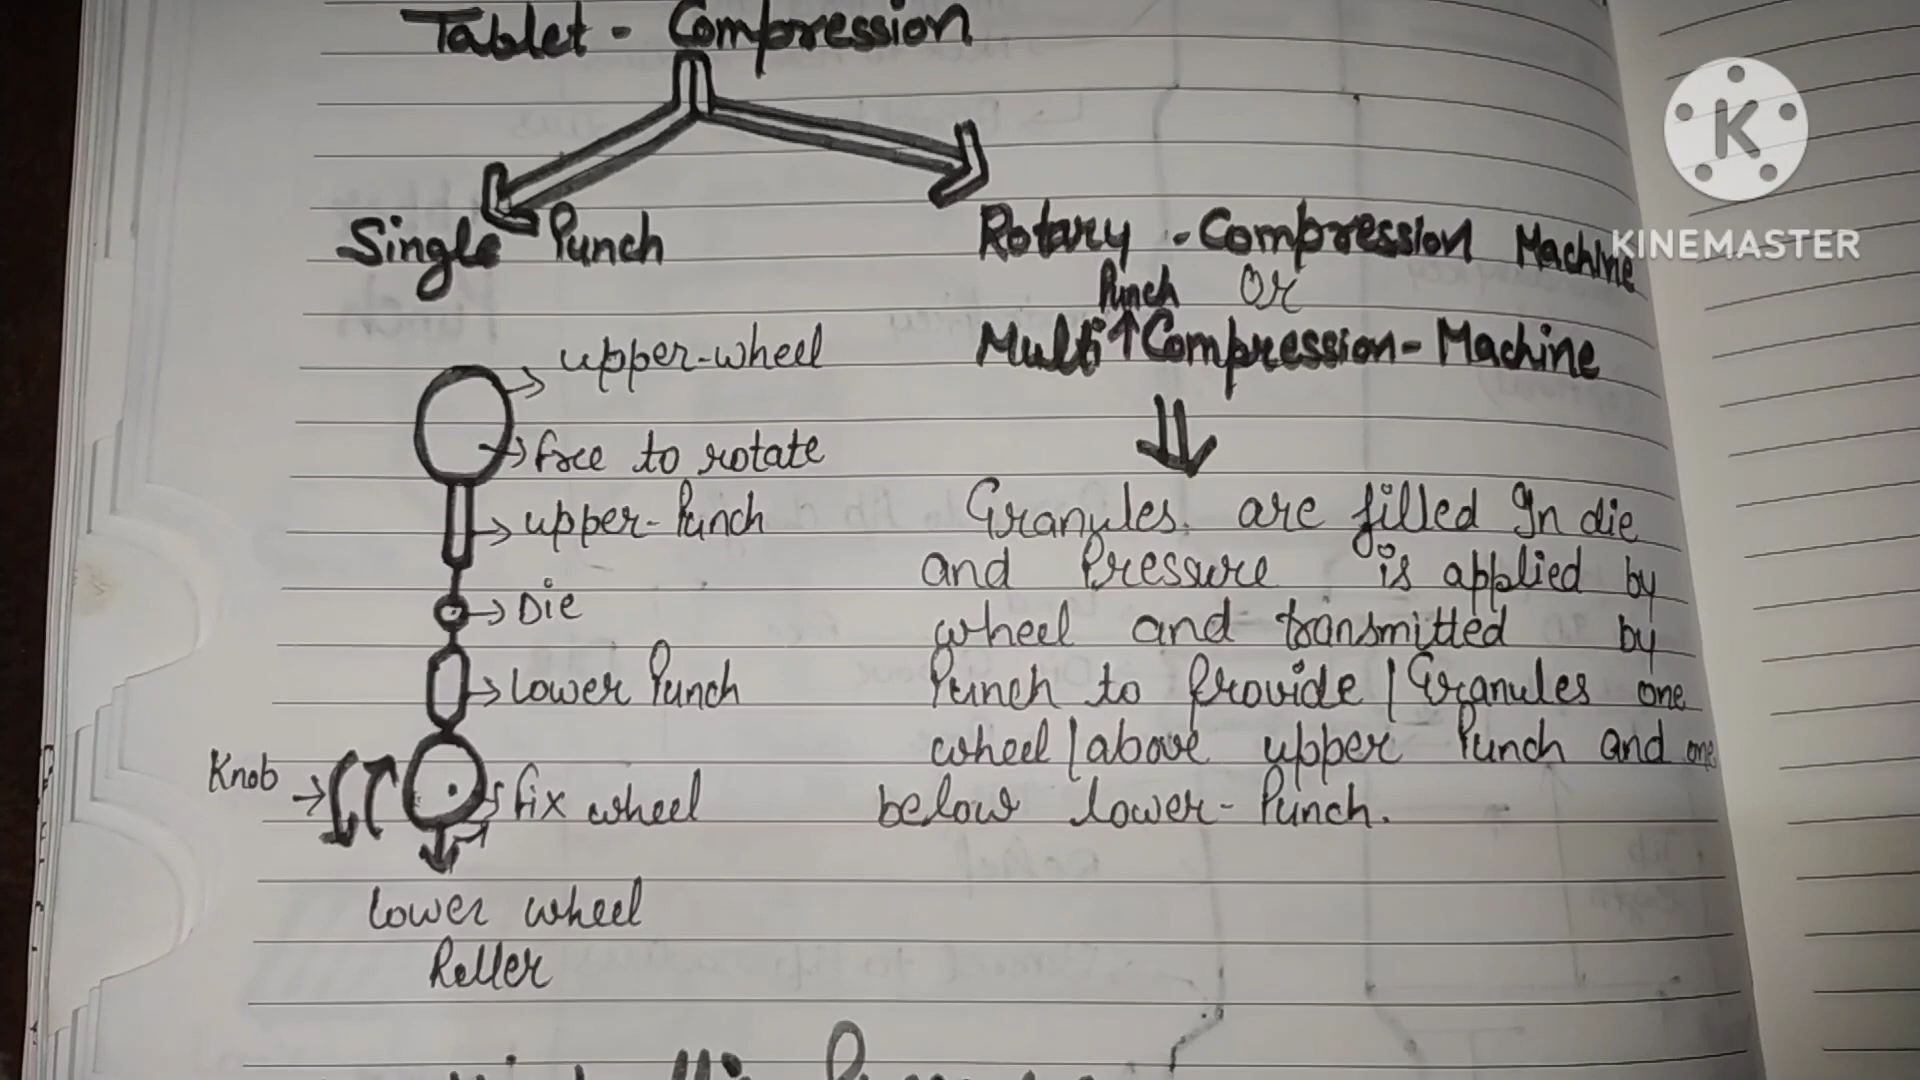 Tablet - Compression
Single Punch
Rotary - Compression Machine
Punch Or
Multi ↑ Compression - Machine
upper-wheel
free to rotate
upper-Punch
Die
Lower Punch
Knob
fix wheel
Lower wheel
Roller
Granules are filled In die
and Pressure is applied by
wheel and transmitted by
Punch to Provide / Granules one
wheel / above upper Punch and one
below lower-Punch.
K
KINEMASTER